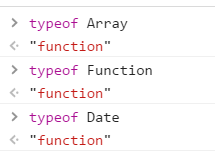 > typeof Array
<· "function"
> typeof Function
<· "function"
> typeof Date
<· "function"